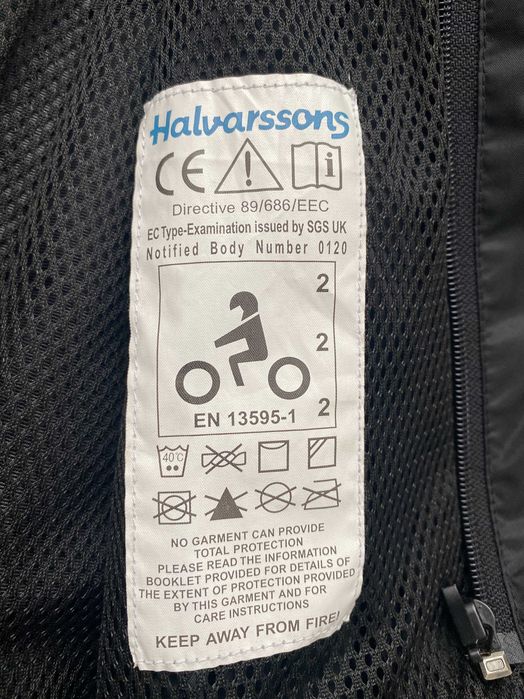 Halvarssons
CE
Directive 89/686/EEC
EC Type-Examination issued by SGS UK
Notified Body Number 0120
2
2
EN 13595-1 2
40°C
NO GARMENT CAN PROVIDE
TOTAL PROTECTION
PLEASE READ THE INFORMATION
BOOKLET PROVIDED FOR DETAILS OF
THE EXTENT OF PROTECTION PROVIDED
BY THIS GARMENT AND FOR
CARE INSTRUCTIONS
KEEP AWAY FROM FIRE!